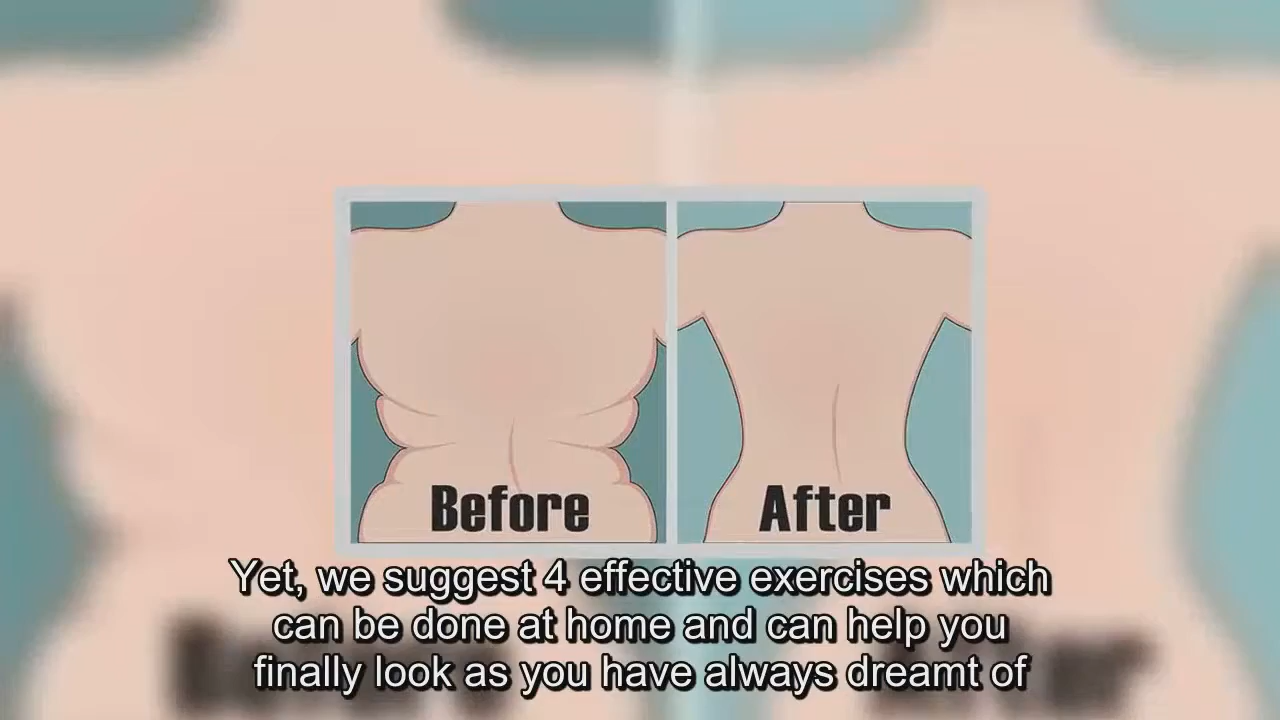 Before After
Yet, we suggest 4 effective exercises which
can be done at home and can help you
finally look as you have always dreamt of